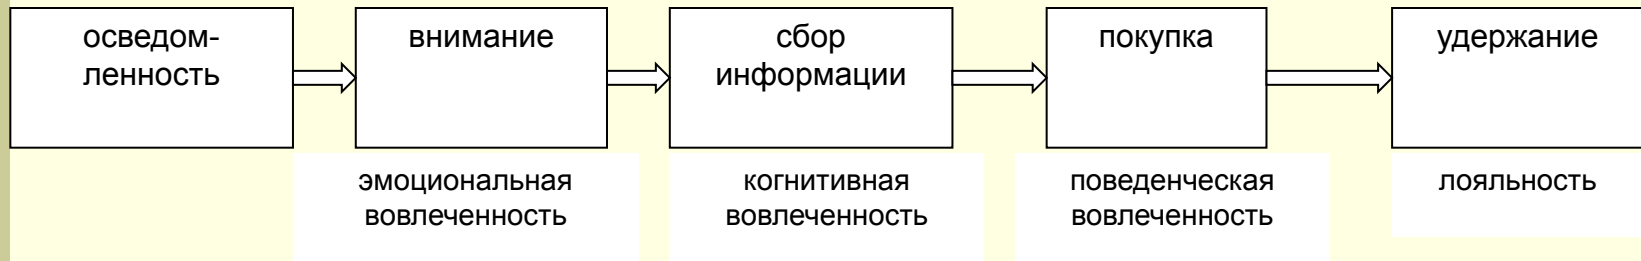 осведом-
ленность
внимание
сбор
информации
покупка
удержание
эмоциональная
вовлеченность
когнитивная
вовлеченность
поведенческая
вовлеченность
лояльность